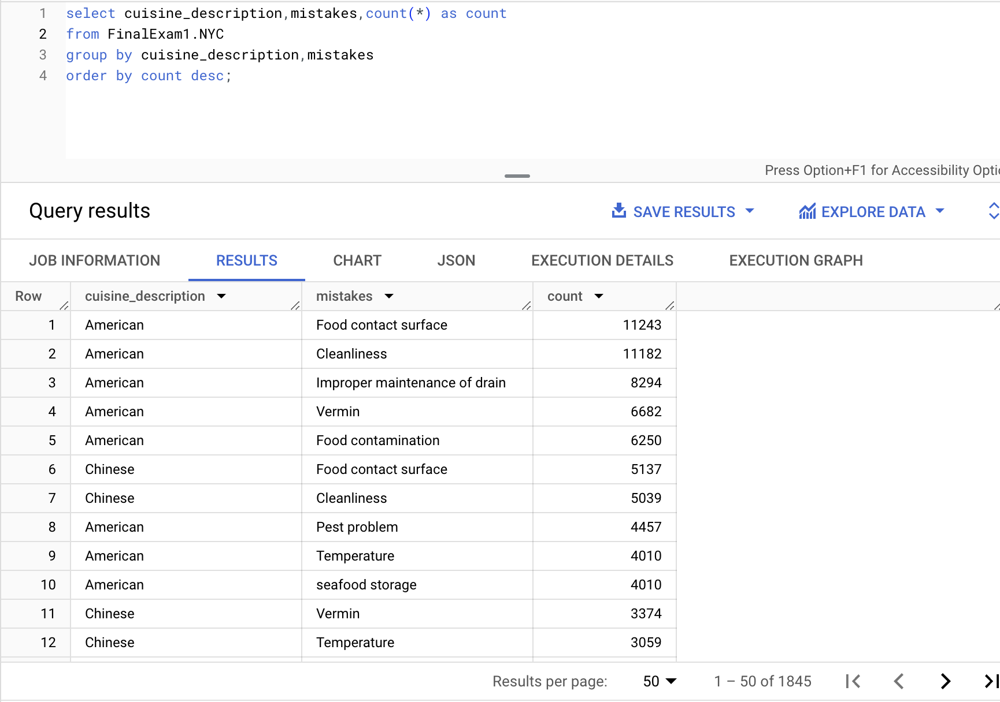 1 select cuisine_description,mistakes,count(*) as count
2 from FinalExam1.NYC
3 group by cuisine_description,mistakes
4 order by count desc;
Press Option+F1 for Accessibility
Query results SAVE RESULTS EXPLORE DATA
JOB INFORMATION RESULTS CHART JSON EXECUTION DETAILS EXECUTION GRAPH
Row cuisine_description mistakes count
1 American Food contact surface 11243
2 American Cleanliness 11182
3 American Improper maintenance of drain 8294
4 American Vermin 6682
5 American Food contamination 6250
6 Chinese Food contact surface 5137
7 Chinese Cleanliness 5039
8 American Pest problem 4457
9 American Temperature 4010
10 American seafood storage 4010
11 Chinese Vermin 3374
12 Chinese Temperature 3059
Results per page: 50 1 – 50 of 1845